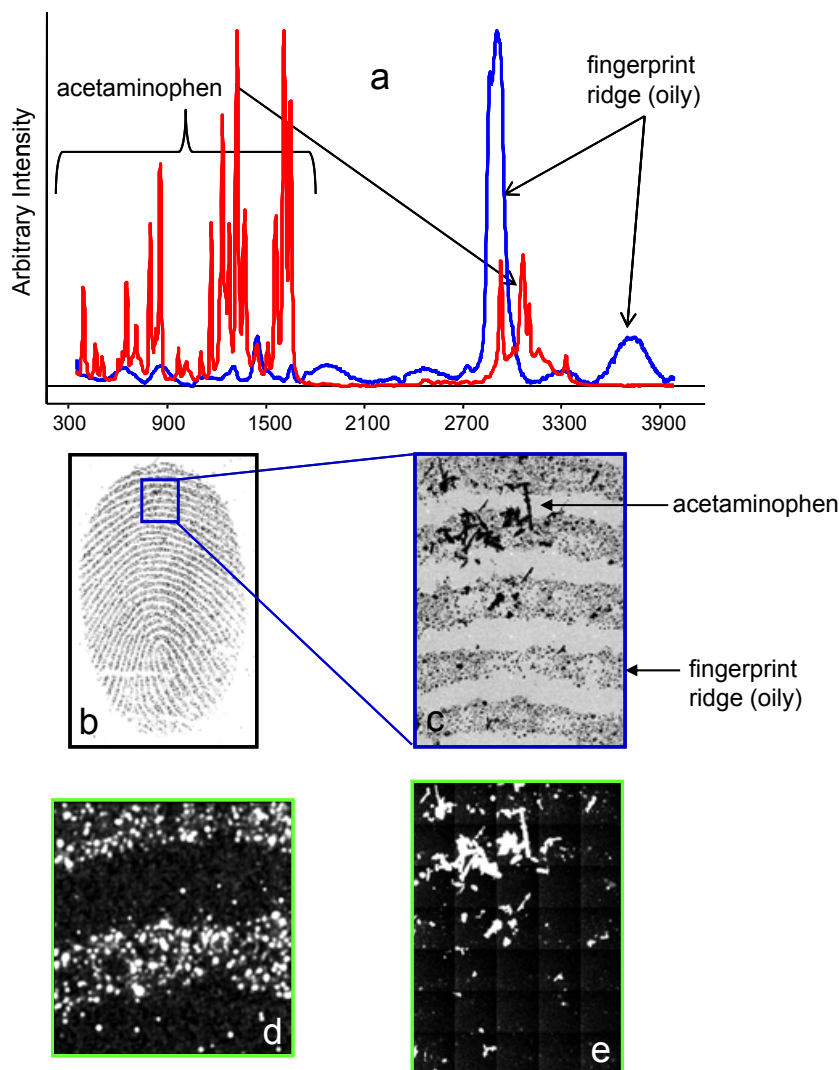 a
fingerprint
ridge (oily)
acetaminophen
Arbitrary Intensity
300 900 1500 2100 2700 3300 3900
acetaminophen
fingerprint
ridge (oily)
b
c
d
e